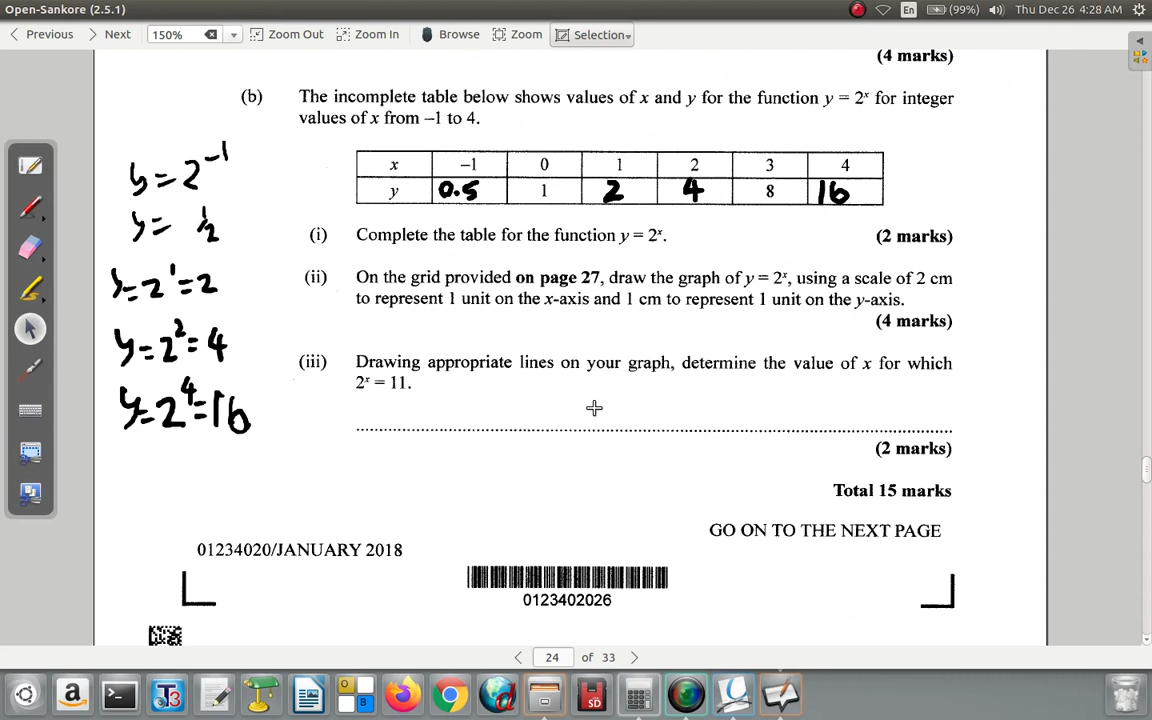 Open-Sankore (2.5.1)
En (99%) Thu Dec 26 4:28 AM
Previous Next 150% Zoom Out Zoom In Browse Zoom Selection
(4 marks)
(b) The incomplete table below shows values of x and y for the function y = 2ˣ for integer
values of x from –1 to 4.
x –1 0 1 2 3 4
y 0.5 1 2 4 8 16
y = 2⁻¹
y = 1/2
y = 2¹ = 2
y = 2² = 4
y = 2⁴ = 16
(i) Complete the table for the function y = 2ˣ. (2 marks)
(ii) On the grid provided on page 27, draw the graph of y = 2ˣ, using a scale of 2 cm
to represent 1 unit on the x-axis and 1 cm to represent 1 unit on the y-axis.
(4 marks)
(iii) Drawing appropriate lines on your graph, determine the value of x for which
2ˣ = 11.
(2 marks)
Total 15 marks
GO ON TO THE NEXT PAGE
01234020/JANUARY 2018
0123402026
24 of 33